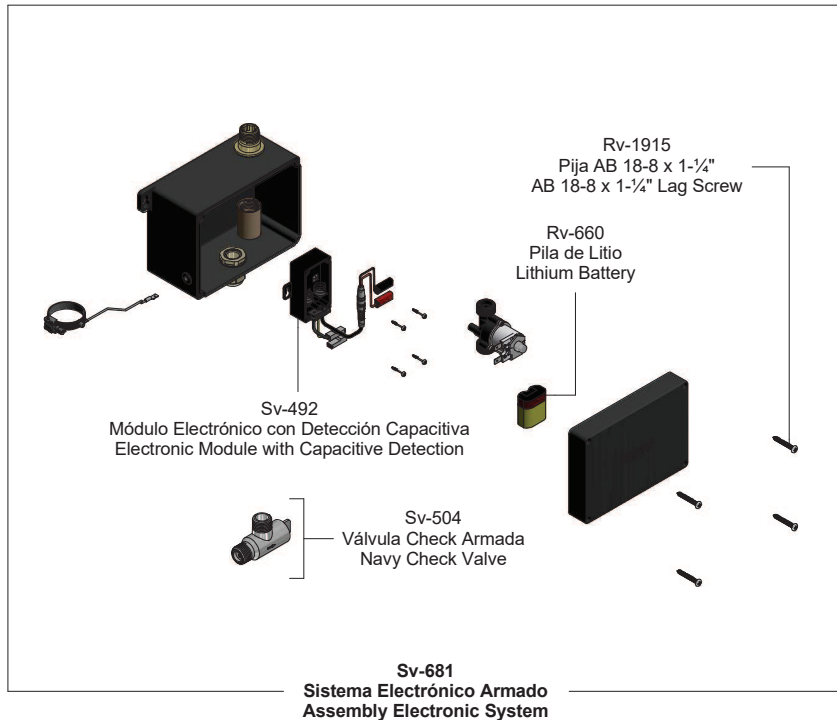 Rv-1915
Pija AB 18-8 x 1-¼"
AB 18-8 x 1-¼" Lag Screw
Rv-660
Pila de Litio
Lithium Battery
Sv-492
Módulo Electrónico con Detección Capacitiva
Electronic Module with Capacitive Detection
Sv-504
Válvula Check Armada
Navy Check Valve
Sv-681
Sistema Electrónico Armado
Assembly Electronic System